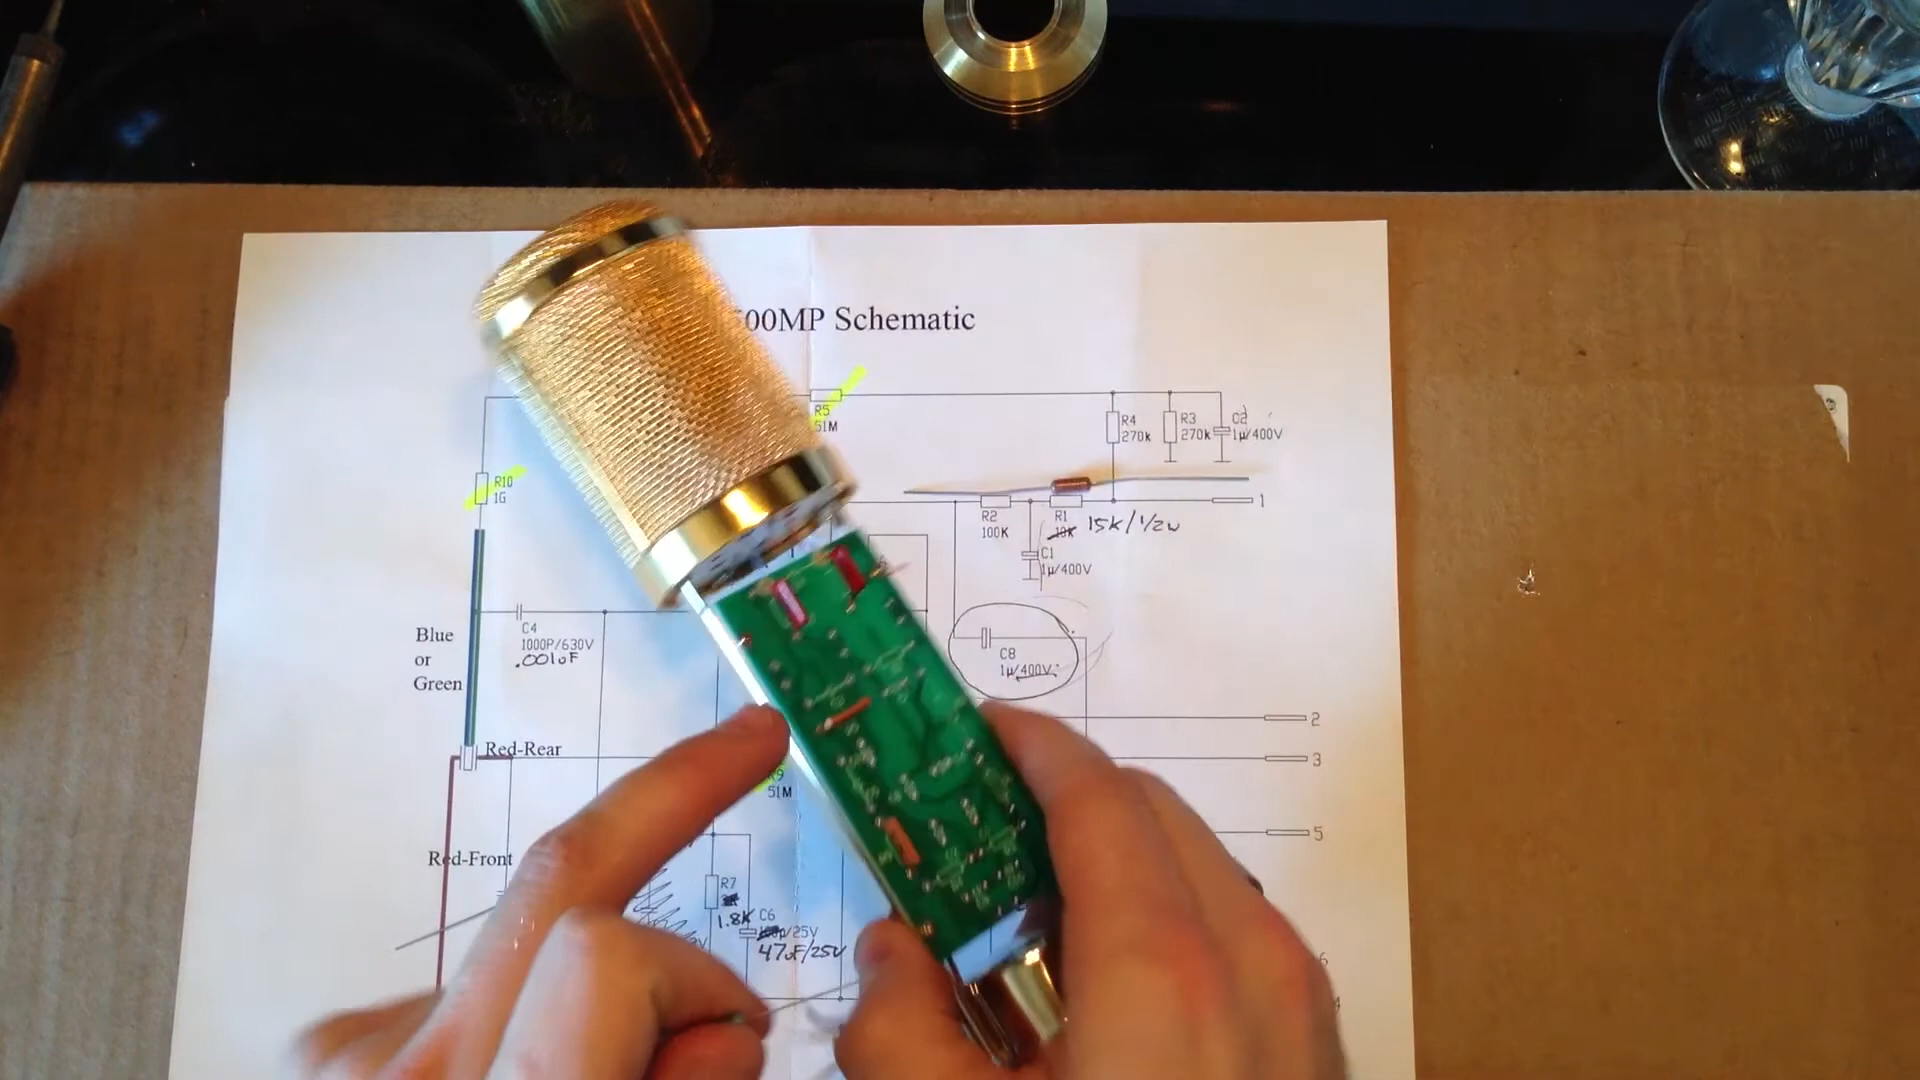 00MP Schematic
R5
51M
R4
270k
R3
270k
C2
1µ/400V
R10
1G
1
R2
100K
R1
10k
15K/1/2W
C1
1µ/400V
C4
1000P/630V
.001uF
Blue
or
Green
C8
1µ/400V
2
Red-Rear
3
51M
5
Red-Front
R7
1.8K
C6
/25V
47uF/25V